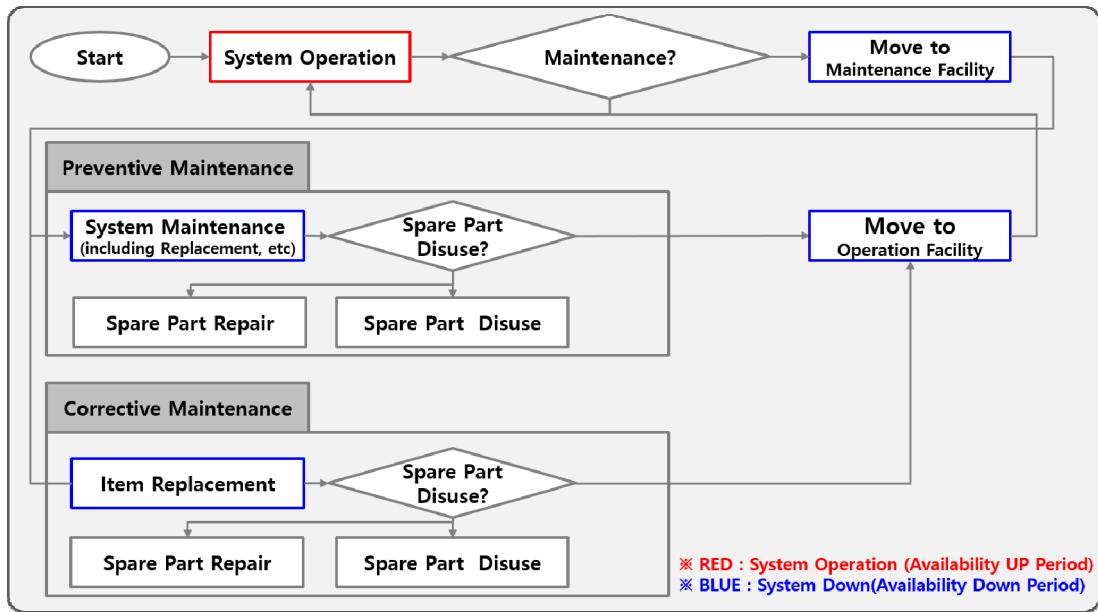 Start
System Operation
Maintenance?
Move to
Maintenance Facility
Preventive Maintenance
System Maintenance
(including Replacement, etc)
Spare Part
Disuse?
Move to
Operation Facility
Spare Part Repair
Spare Part Disuse
Corrective Maintenance
Item Replacement
Spare Part
Disuse?
Spare Part Repair
Spare Part Disuse
※ RED : System Operation (Availability UP Period)
※ BLUE : System Down(Availability Down Period)